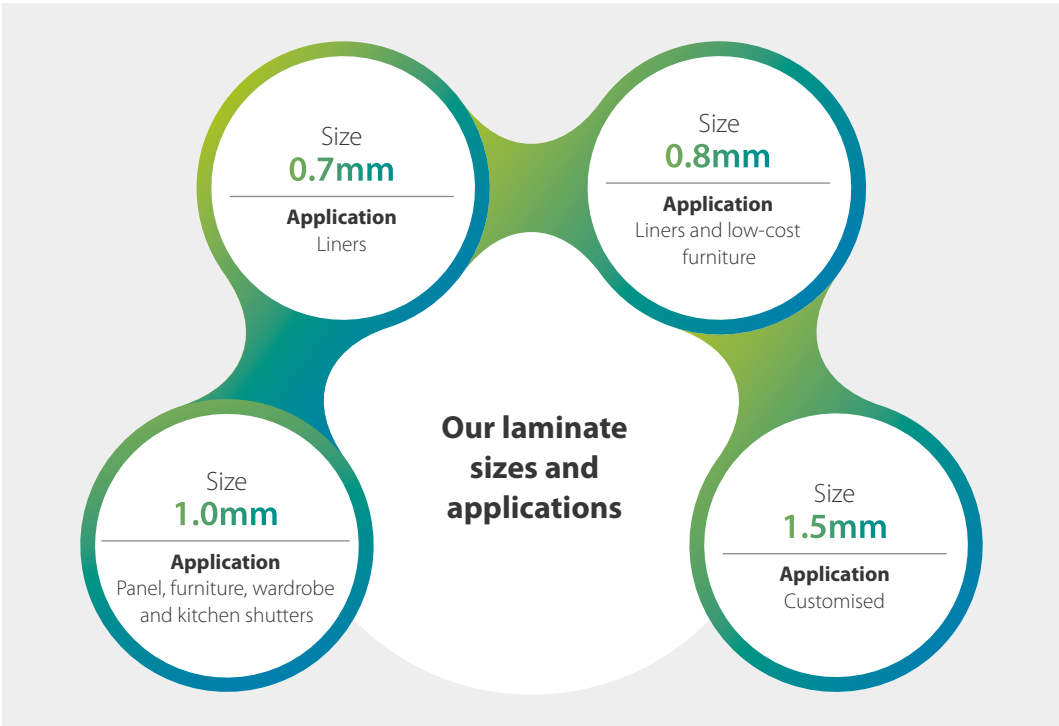 Size
0.7mm
Application
Liners
Size
0.8mm
Application
Liners and low-cost
furniture
Our laminate
sizes and
applications
Size
1.0mm
Application
Panel, furniture, wardrobe
and kitchen shutters
Size
1.5mm
Application
Customised